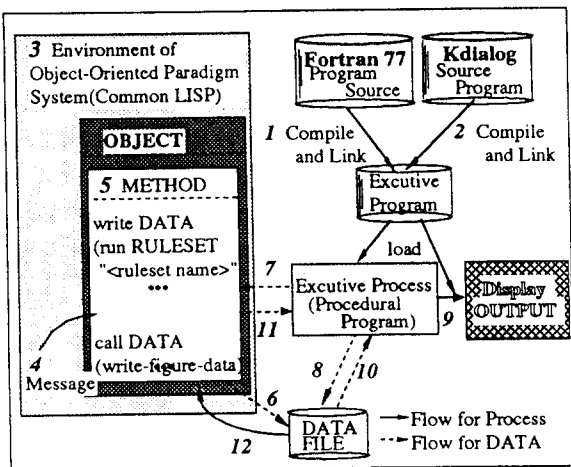 3 Environment of
Object-Oriented Paradigm
System(Common LISP)
OBJECT
5 METHOD
write DATA
(run RULESET
"<ruleset name>"
•••
call DATA
(write-figure-data)
4
Message
Fortran 77
Program
Source
Kdialog
Source
Program
1 Compile
and Link
2 Compile
and Link
Excutive
Program
load
7
Excutive Process
(Procedural
Program)
9
Display
OUTPUT
11
8
10
6
12
DATA
FILE
Flow for Process
Flow for DATA